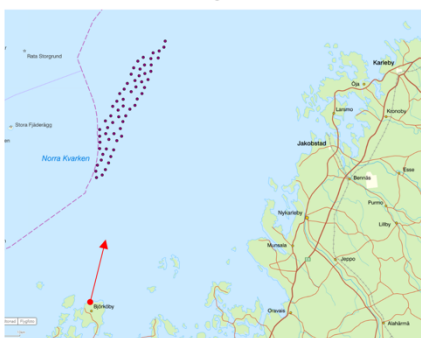 Karleby
Rata Storgrund
Öja
Larsmo
Kronoby
Stora Fjäderägg
Jakobstad
Norra Kvarken
Esse
Bennäs
Purmo
Nykarleby
Lillby
Munsala
Jeppo
Björköby
Oravais
Alahärmä